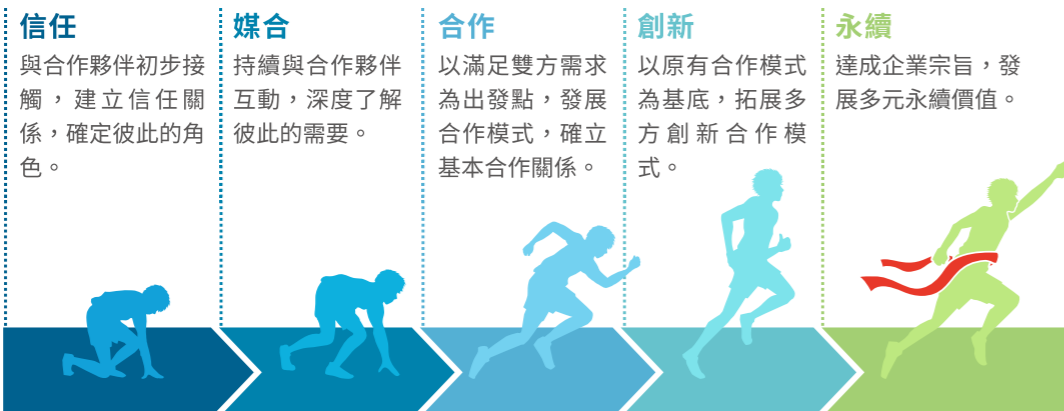 信任
與合作夥伴初步接
觸，建立信任關
係，確定彼此的角
色。
媒合
持續與合作夥伴
互動，深度了解
彼此的需要。
合作
以滿足雙方需求
為出發點，發展
合作模式，確立
基本合作關係。
創新
以原有合作模式
為基底，拓展多
方創新合作模
式。
永續
達成企業宗旨，發
展多元永續價值。